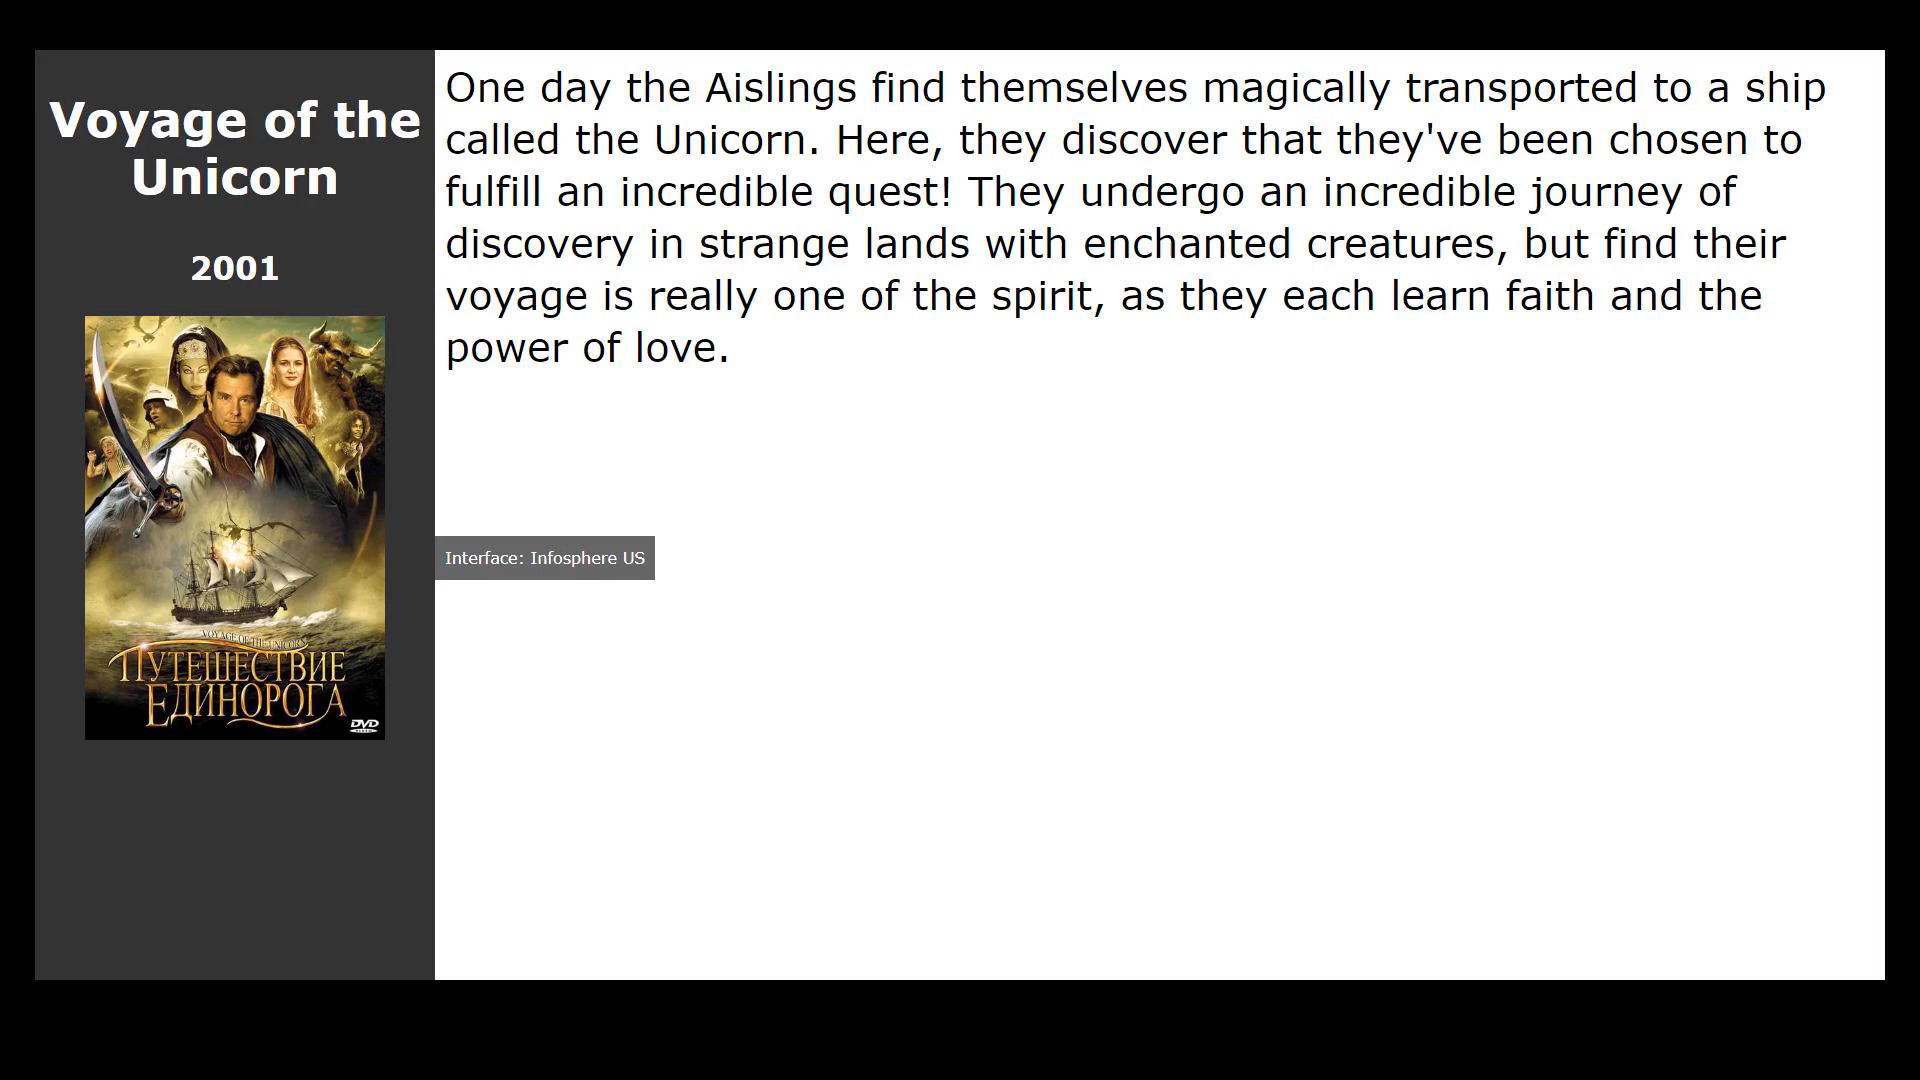 Voyage of the
Unicorn
2001
VOYAGE OF THE UNICORN
ПУТЕШЕСТВИЕ
ЕДИНОРОГА
DVD
VIDEO
One day the Aislings find themselves magically transported to a ship
called the Unicorn. Here, they discover that they've been chosen to
fulfill an incredible quest! They undergo an incredible journey of
discovery in strange lands with enchanted creatures, but find their
voyage is really one of the spirit, as they each learn faith and the
power of love.
Interface: Infosphere US